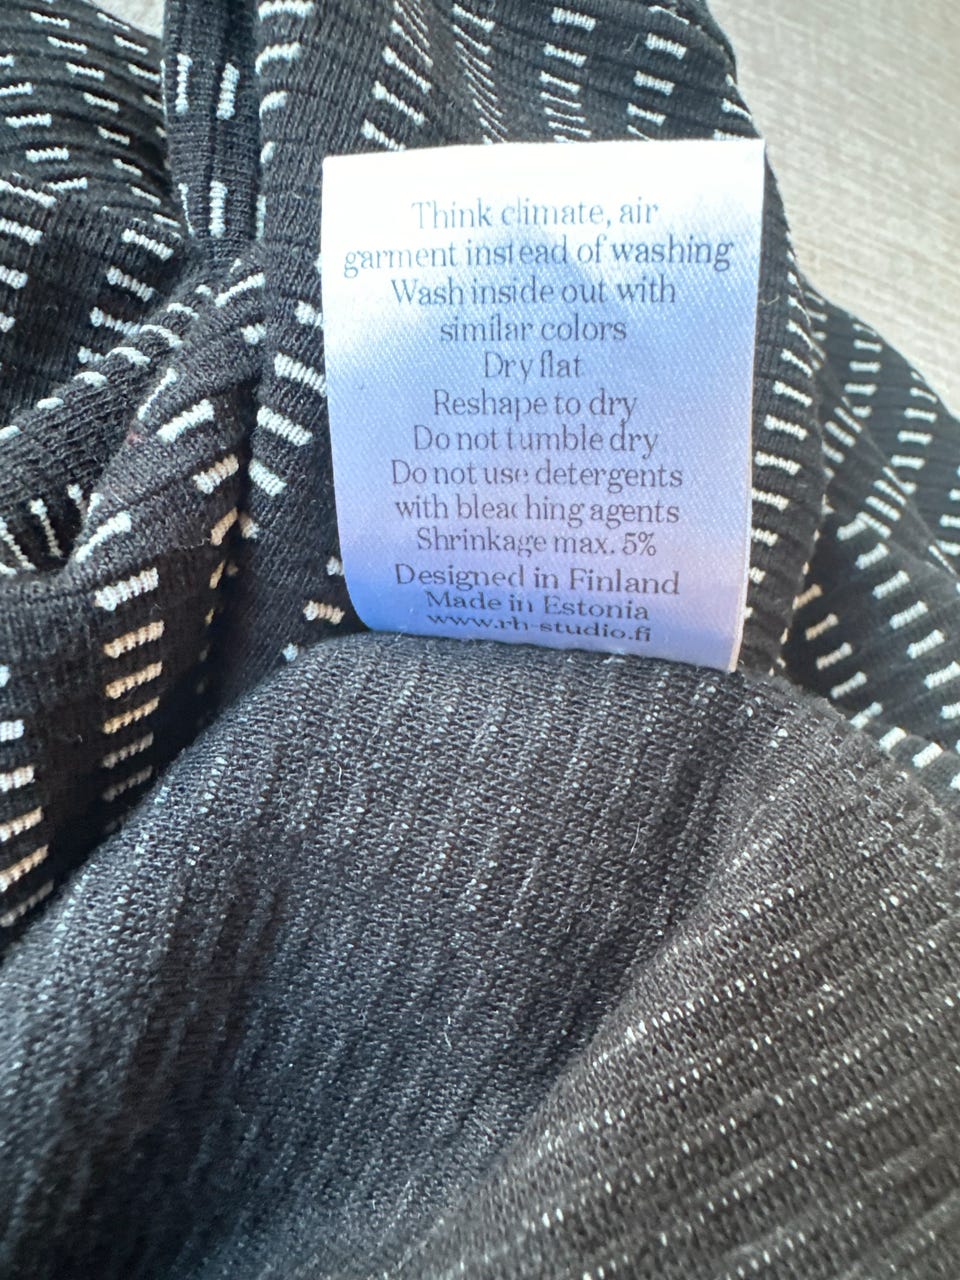 Think climate, air
garment instead of washing
Wash inside out with
similar colors
Dry flat
Reshape to dry
Do not tumble dry
Do not use detergents
with bleaching agents
Shrinkage max. 5%
Designed in Finland
Made in Estonia
www.rh-studio.fi